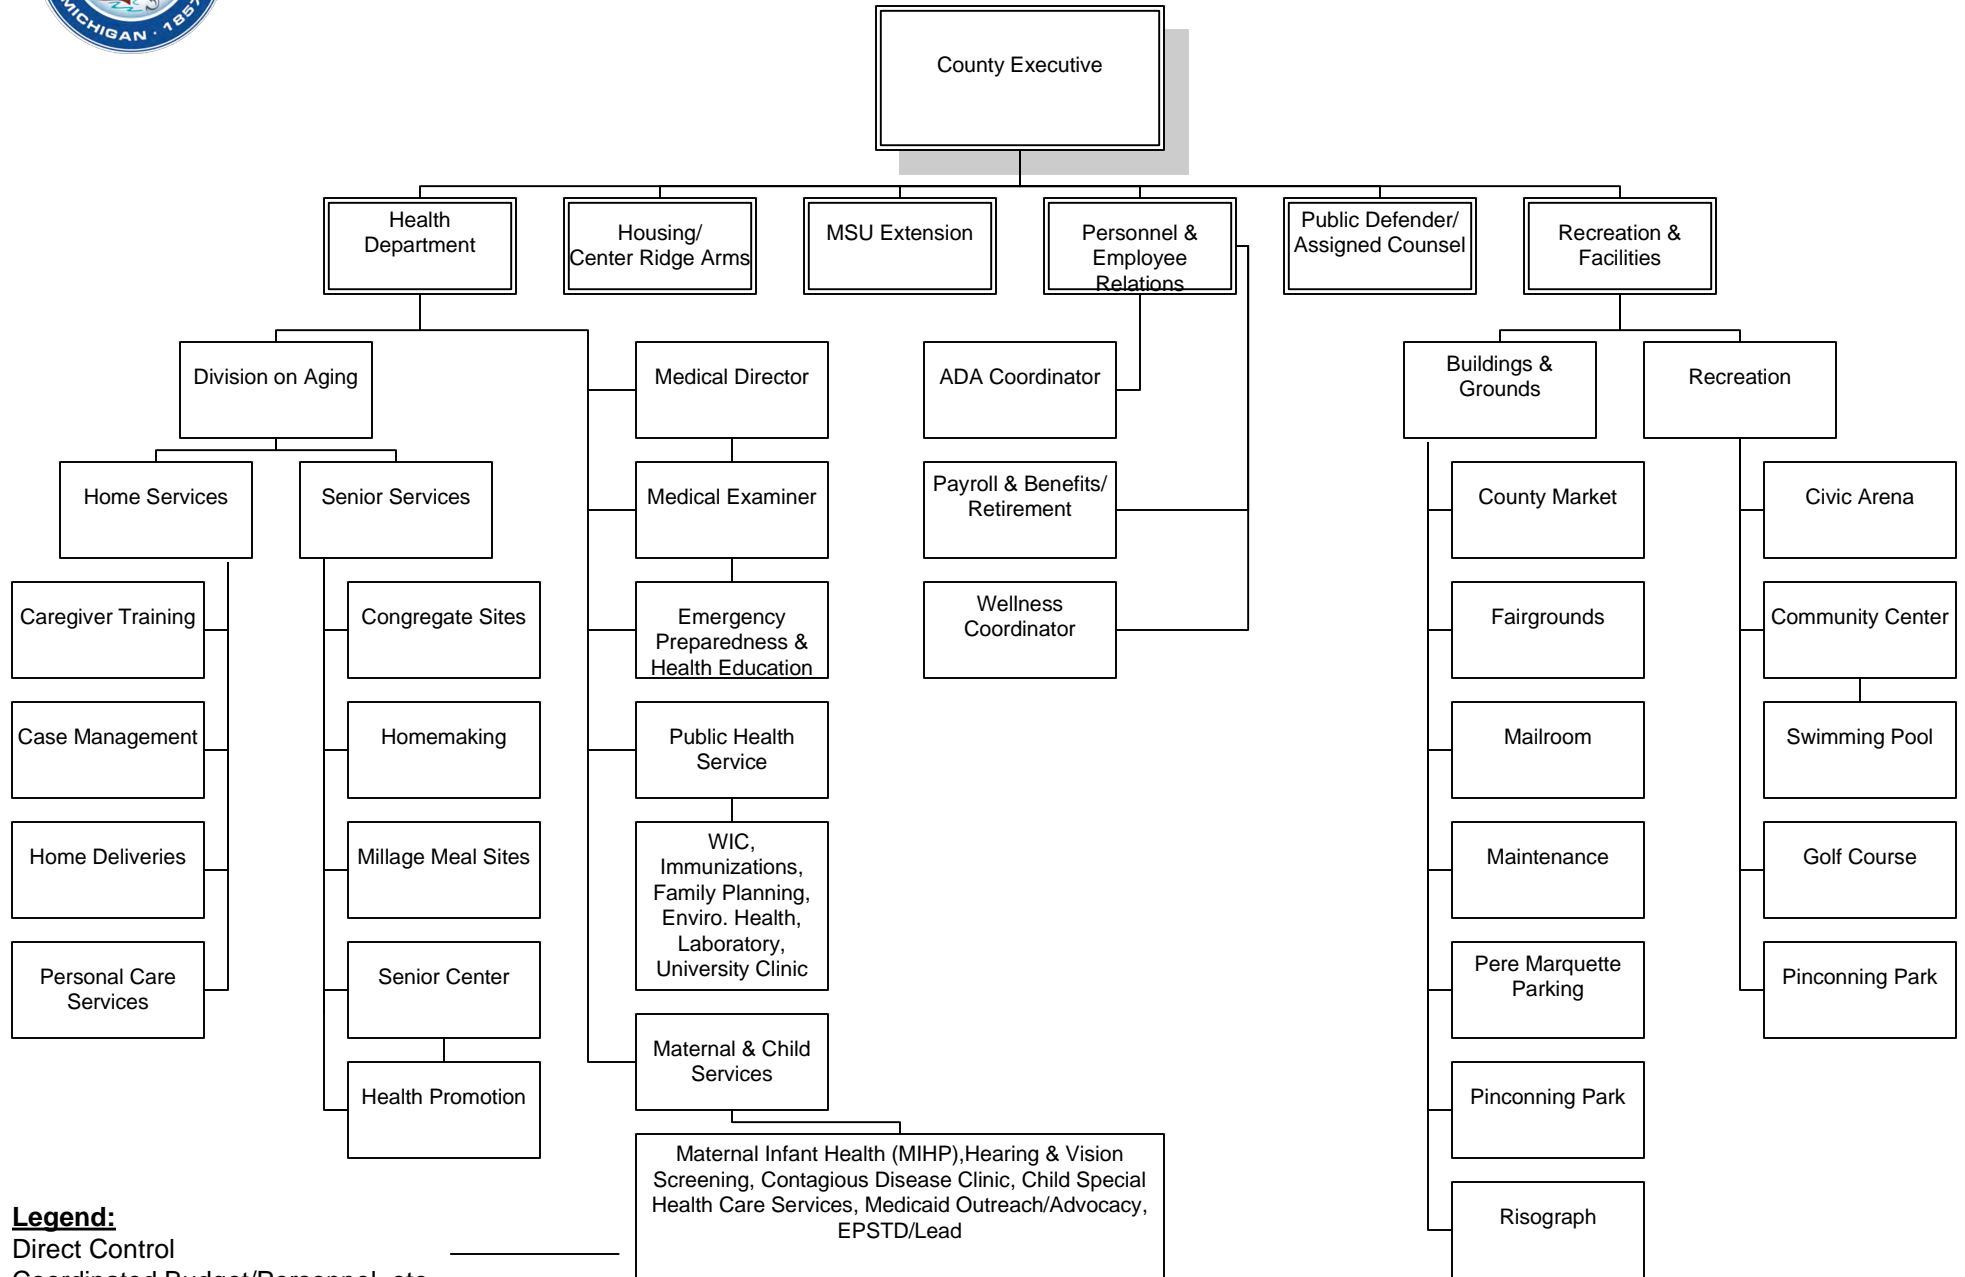 MICHIGAN · 1857
County Executive
Health
Department
Housing/
Center Ridge Arms
MSU Extension
Personnel &
Employee
Relations
Public Defender/
Assigned Counsel
Recreation &
Facilities
Division on Aging
Medical Director
ADA Coordinator
Buildings &
Grounds
Recreation
Home Services
Senior Services
Medical Examiner
Payroll & Benefits/
Retirement
County Market
Civic Arena
Caregiver Training
Congregate Sites
Emergency
Preparedness &
Health Education
Wellness
Coordinator
Fairgrounds
Community Center
Case Management
Homemaking
Public Health
Service
Mailroom
Swimming Pool
Home Deliveries
Millage Meal Sites
WIC,
Immunizations,
Family Planning,
Enviro. Health,
Laboratory,
University Clinic
Maintenance
Golf Course
Personal Care
Services
Senior Center
Pere Marquette
Parking
Pinconning Park
Maternal & Child
Services
Health Promotion
Pinconning Park
Maternal Infant Health (MIHP),Hearing & Vision
Screening, Contagious Disease Clinic, Child Special
Health Care Services, Medicaid Outreach/Advocacy,
EPSTD/Lead
Risograph
Legend:
Direct Control
Coordinated Budget/Personnel, etc.